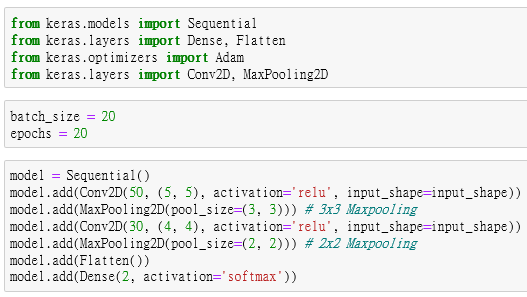 from keras.models import Sequential
from keras.layers import Dense, Flatten
from keras.optimizers import Adam
from keras.layers import Conv2D, MaxPooling2D
batch_size = 20
epochs = 20
model = Sequential()
model.add(Conv2D(50, (5, 5), activation='relu', input_shape=input_shape))
model.add(MaxPooling2D(pool_size=(3, 3))) # 3x3 Maxpooling
model.add(Conv2D(30, (4, 4), activation='relu', input_shape=input_shape))
model.add(MaxPooling2D(pool_size=(2, 2))) # 2x2 Maxpooling
model.add(Flatten())
model.add(Dense(2, activation='softmax'))